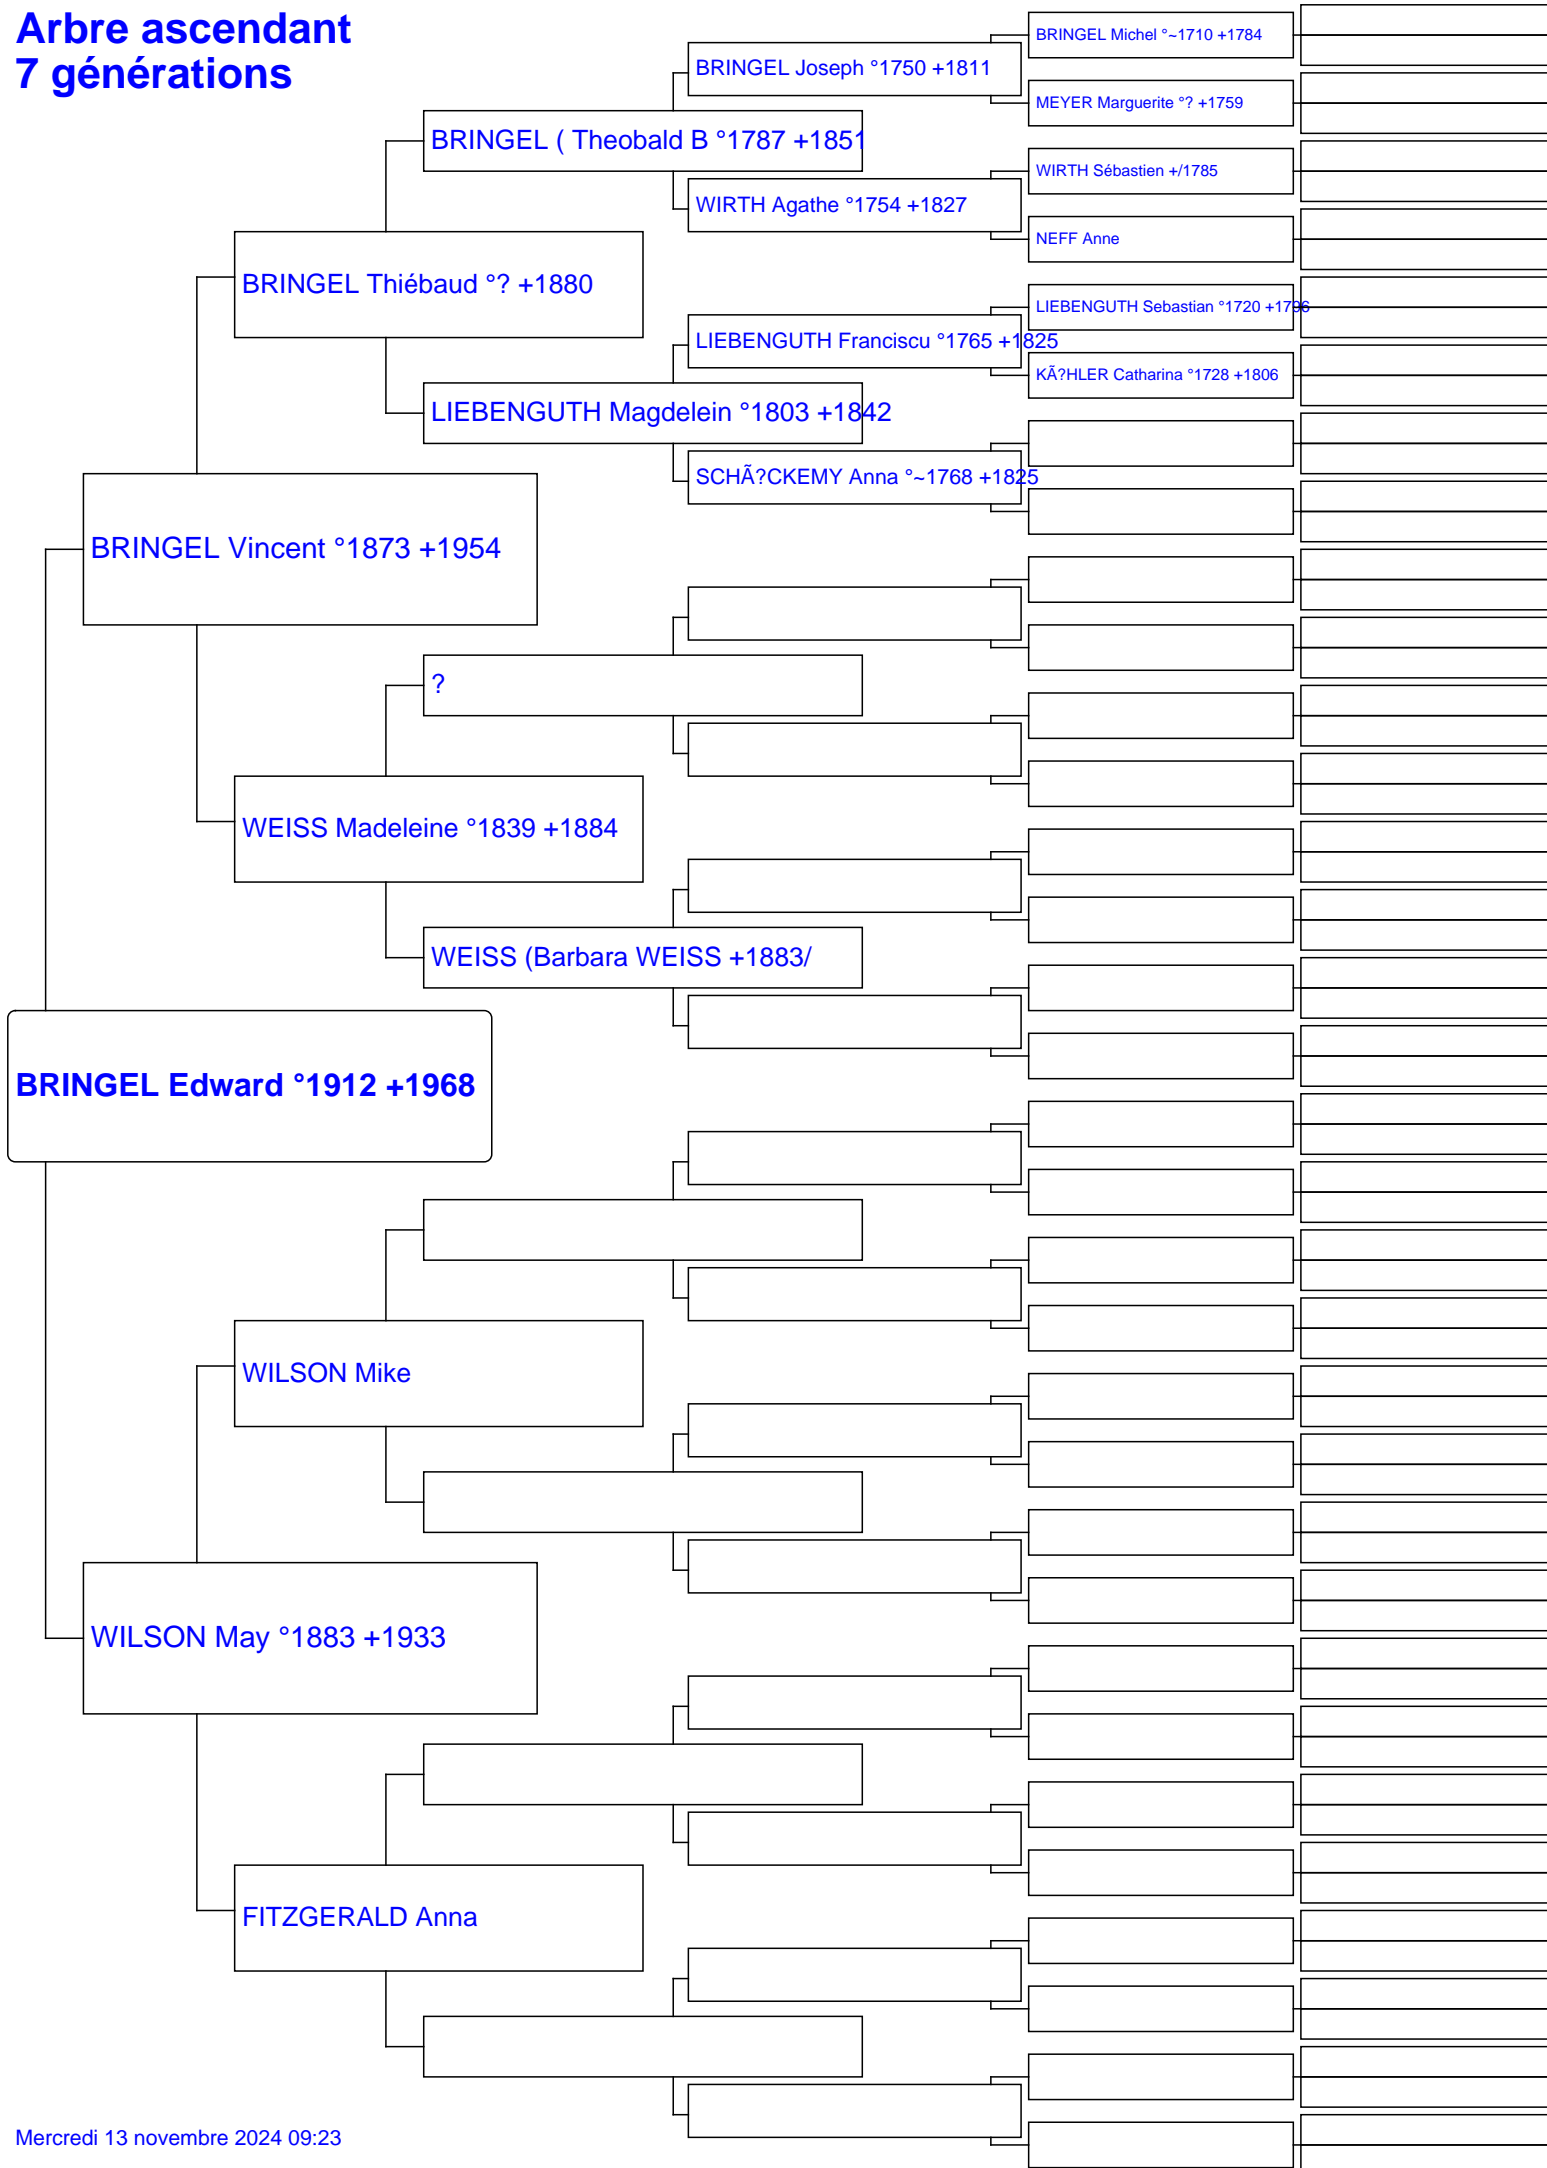 Arbre ascendant
7 générations
BRINGEL Michel °~1710 +1784
BRINGEL Joseph °1750 +1811
MEYER Marguerite °? +1759
BRINGEL ( Theobald B °1787 +1851
WIRTH Sébastien +/1785
WIRTH Agathe °1754 +1827
NEFF Anne
BRINGEL Thiébaud °? +1880
LIEBENGUTH Sebastian °1720 +1796
LIEBENGUTH Franciscu °1765 +1825
KÃ?HLER Catharina °1728 +1806
LIEBENGUTH Magdelein °1803 +1842
SCHÃ?CKEMY Anna °~1768 +1825
BRINGEL Vincent °1873 +1954
?
WEISS Madeleine °1839 +1884
WEISS (Barbara WEISS +1883/
BRINGEL Edward °1912 +1968
WILSON Mike
WILSON May °1883 +1933
FITZGERALD Anna
Mercredi 13 novembre 2024 09:23